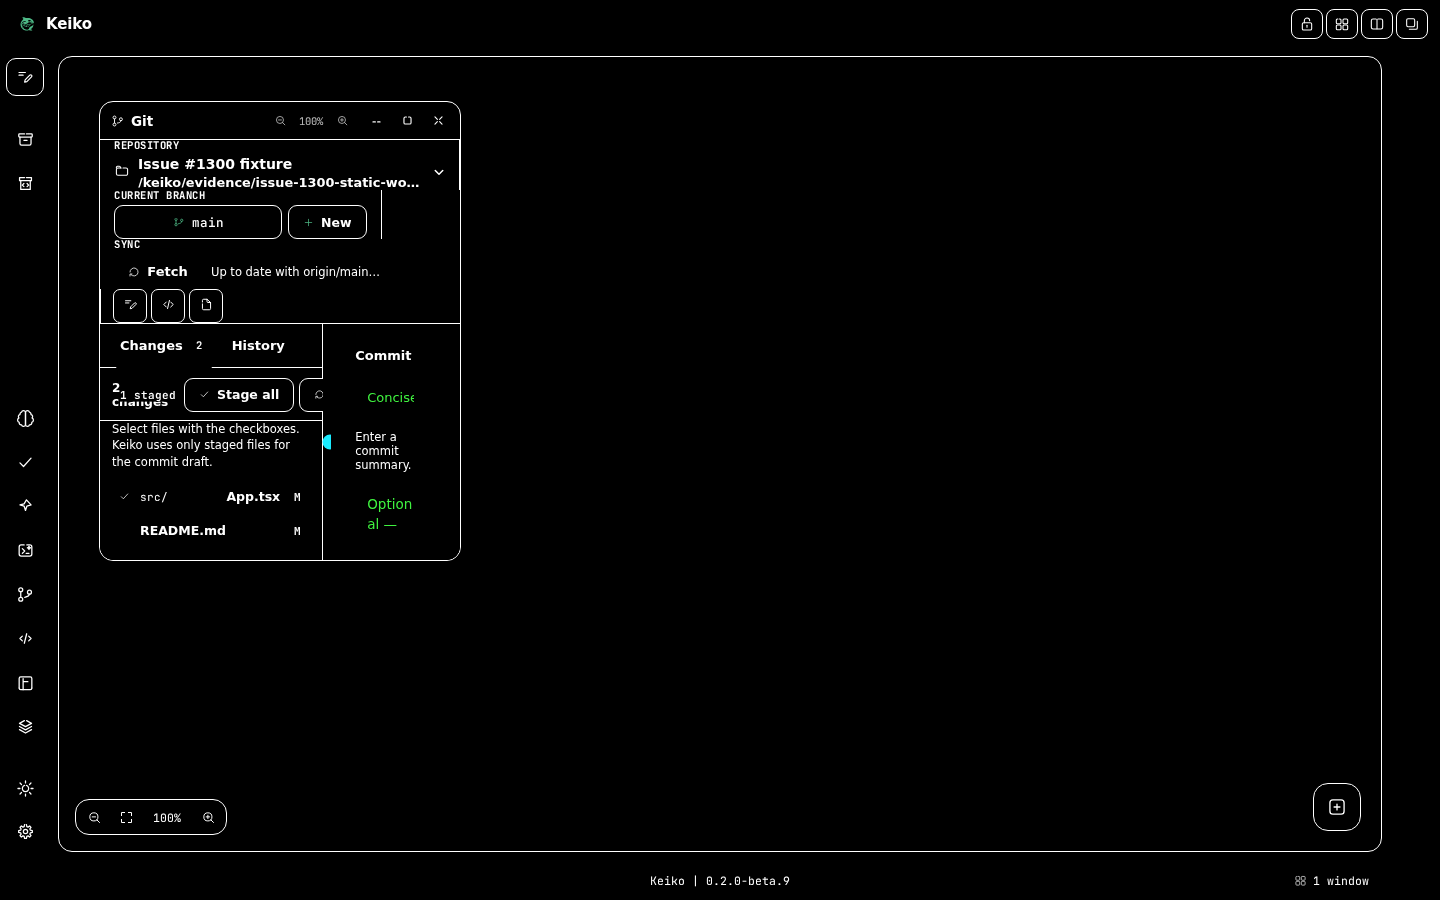 Keiko
Git
100%
--
REPOSITORY
Issue #1300 fixture
/keiko/evidence/issue-1300-static-wo…
CURRENT BRANCH
main
New
SYNC
Fetch
Up to date with origin/main…
Changes 2
History
2 changes
1 staged
Stage all
Select files with the checkboxes.
Keiko uses only staged files for
the commit draft.
src/
App.tsx
M
README.md
M
Commit
Concise
Enter a
commit
summary.
Option
al —
100%
Keiko | 0.2.0-beta.9
1 window